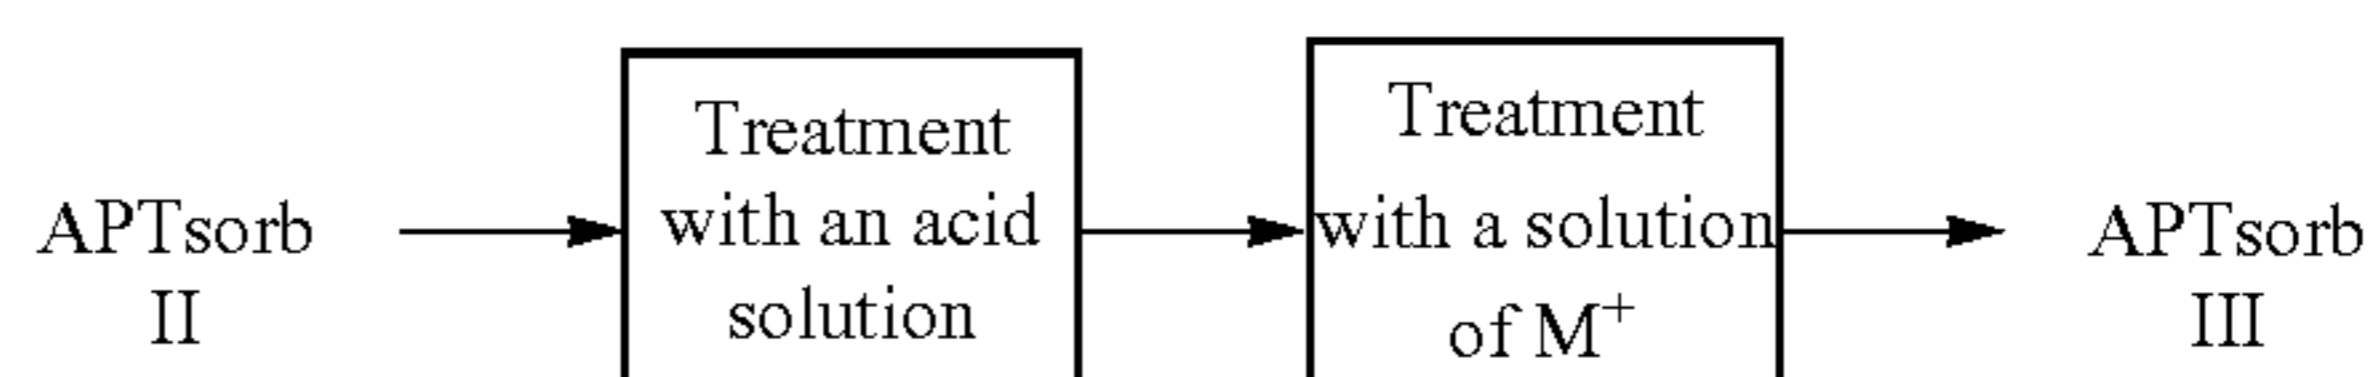 APTsorb
II
Treatment
with an acid
solution
Treatment
with a solution
of M⁺
APTsorb
III